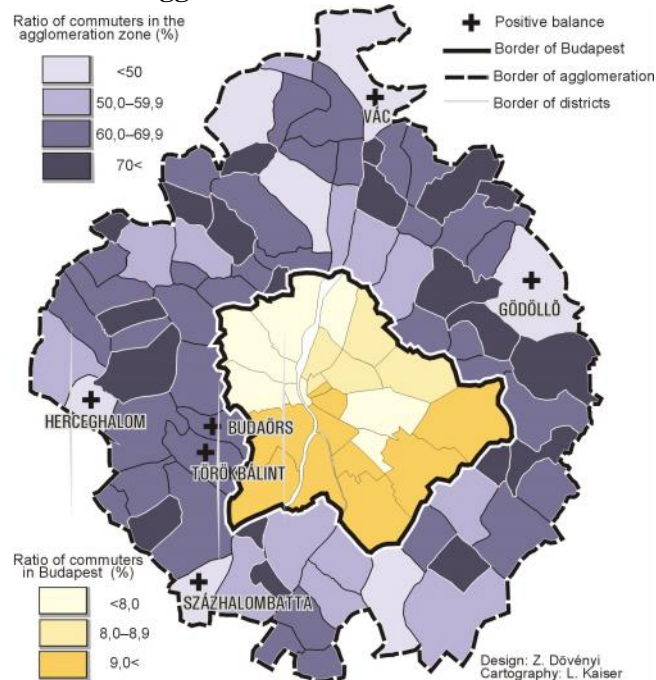 Ratio of commuters in the
agglomeration zone (%)
<50
50,0–59,9
60,0–69,9
70<
Positive balance
Border of Budapest
Border of agglomeration
Border of districts
VÁC
GÖDÖLLŐ
HERCEGHALOM
BUDAÖRS
TÖRÖKBÁLINT
SZÁZHALOMBATTA
Ratio of commuters
in Budapest (%)
<8,0
8,0–8,9
9,0<
Design: Z. Dövényi
Cartography: L. Kaiser